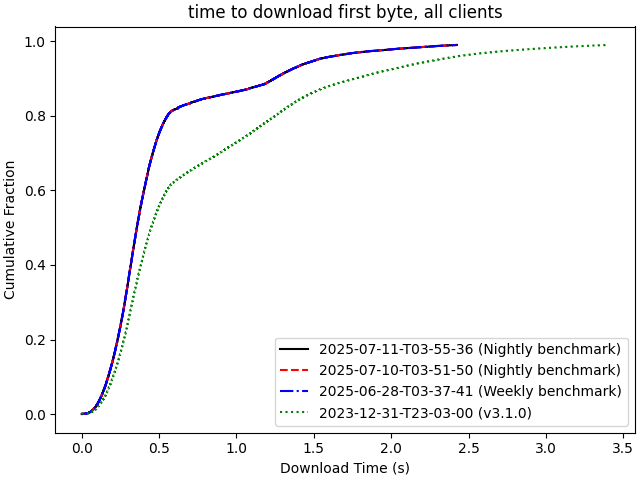 time to download first byte, all clients
1.0
0.8
0.6
0.4
0.2
0.0
Cumulative Fraction
2025-07-11-T03-55-36 (Nightly benchmark)
2025-07-10-T03-51-50 (Nightly benchmark)
2025-06-28-T03-37-41 (Weekly benchmark)
2023-12-31-T23-03-00 (v3.1.0)
0.0 0.5 1.0 1.5 2.0 2.5 3.0 3.5
Download Time (s)